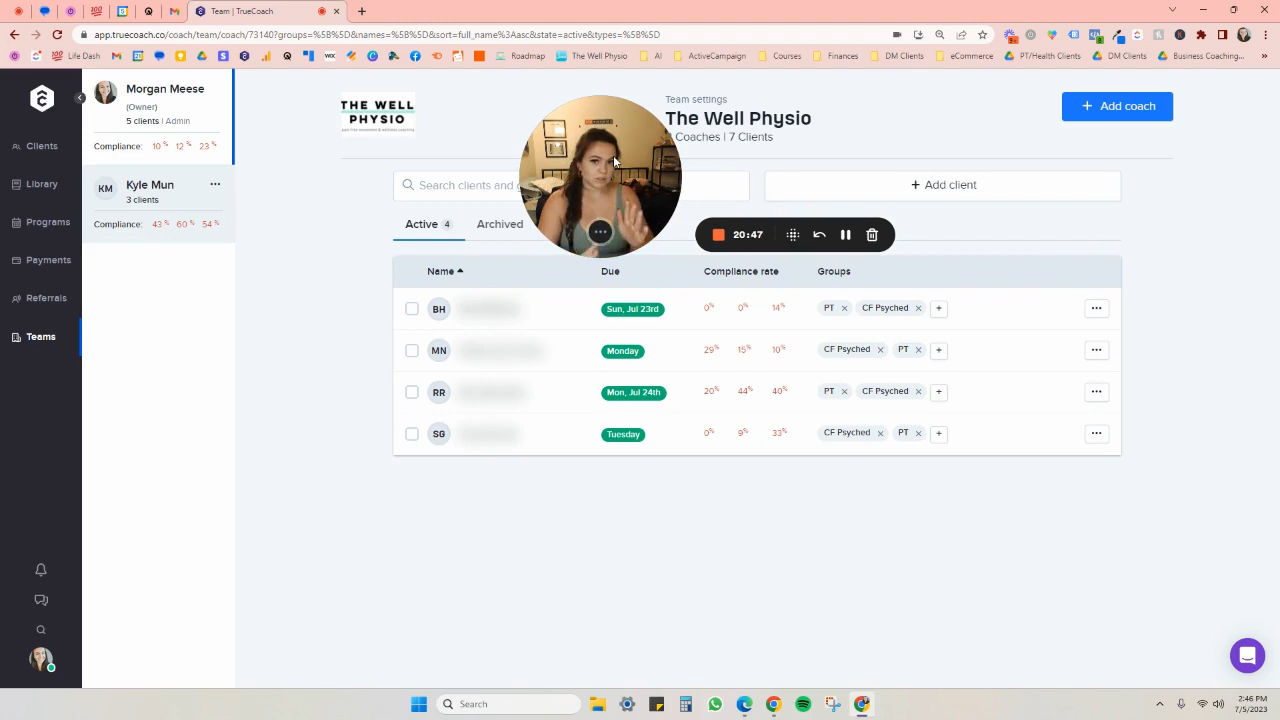 Team | TrueCoach
app.truecoach.co/coach/team/coach/73140?groups=%5B%5D&names=%5B%5D&sort=full_name%3Aasc&state=active&types=%5B%5D
Life Dash
My Drive
Roadmap
The Well Physio
AI
ActiveCampaign
Courses
Finances
DM Clients
eCommerce
PT/Health Clients
DM Clients
Business Coaching...
Clients
Library
Programs
Payments
Referrals
Teams
Morgan Meese
(Owner)
5 clients | Admin
Compliance: 10 % 12 % 23 %
KM
Kyle Mun
3 clients
Compliance: 43 % 60 % 54 %
THE WELL
PHYSIO
Team settings
The Well Physio
Coaches | 7 Clients
+ Add coach
Search clients and
+ Add client
Active 4
Archived
20:47
Name
Due
Compliance rate
Groups
BH
Sun, Jul 23rd
0% 0% 14%
PT × CF Psyched × +
MN
Monday
29% 15% 10%
CF Psyched × PT × +
RR
Mon, Jul 24th
20% 44% 40%
PT × CF Psyched × +
SG
Tuesday
0% 9% 33%
CF Psyched × PT × +
Search
:46 PM
7/5/2023